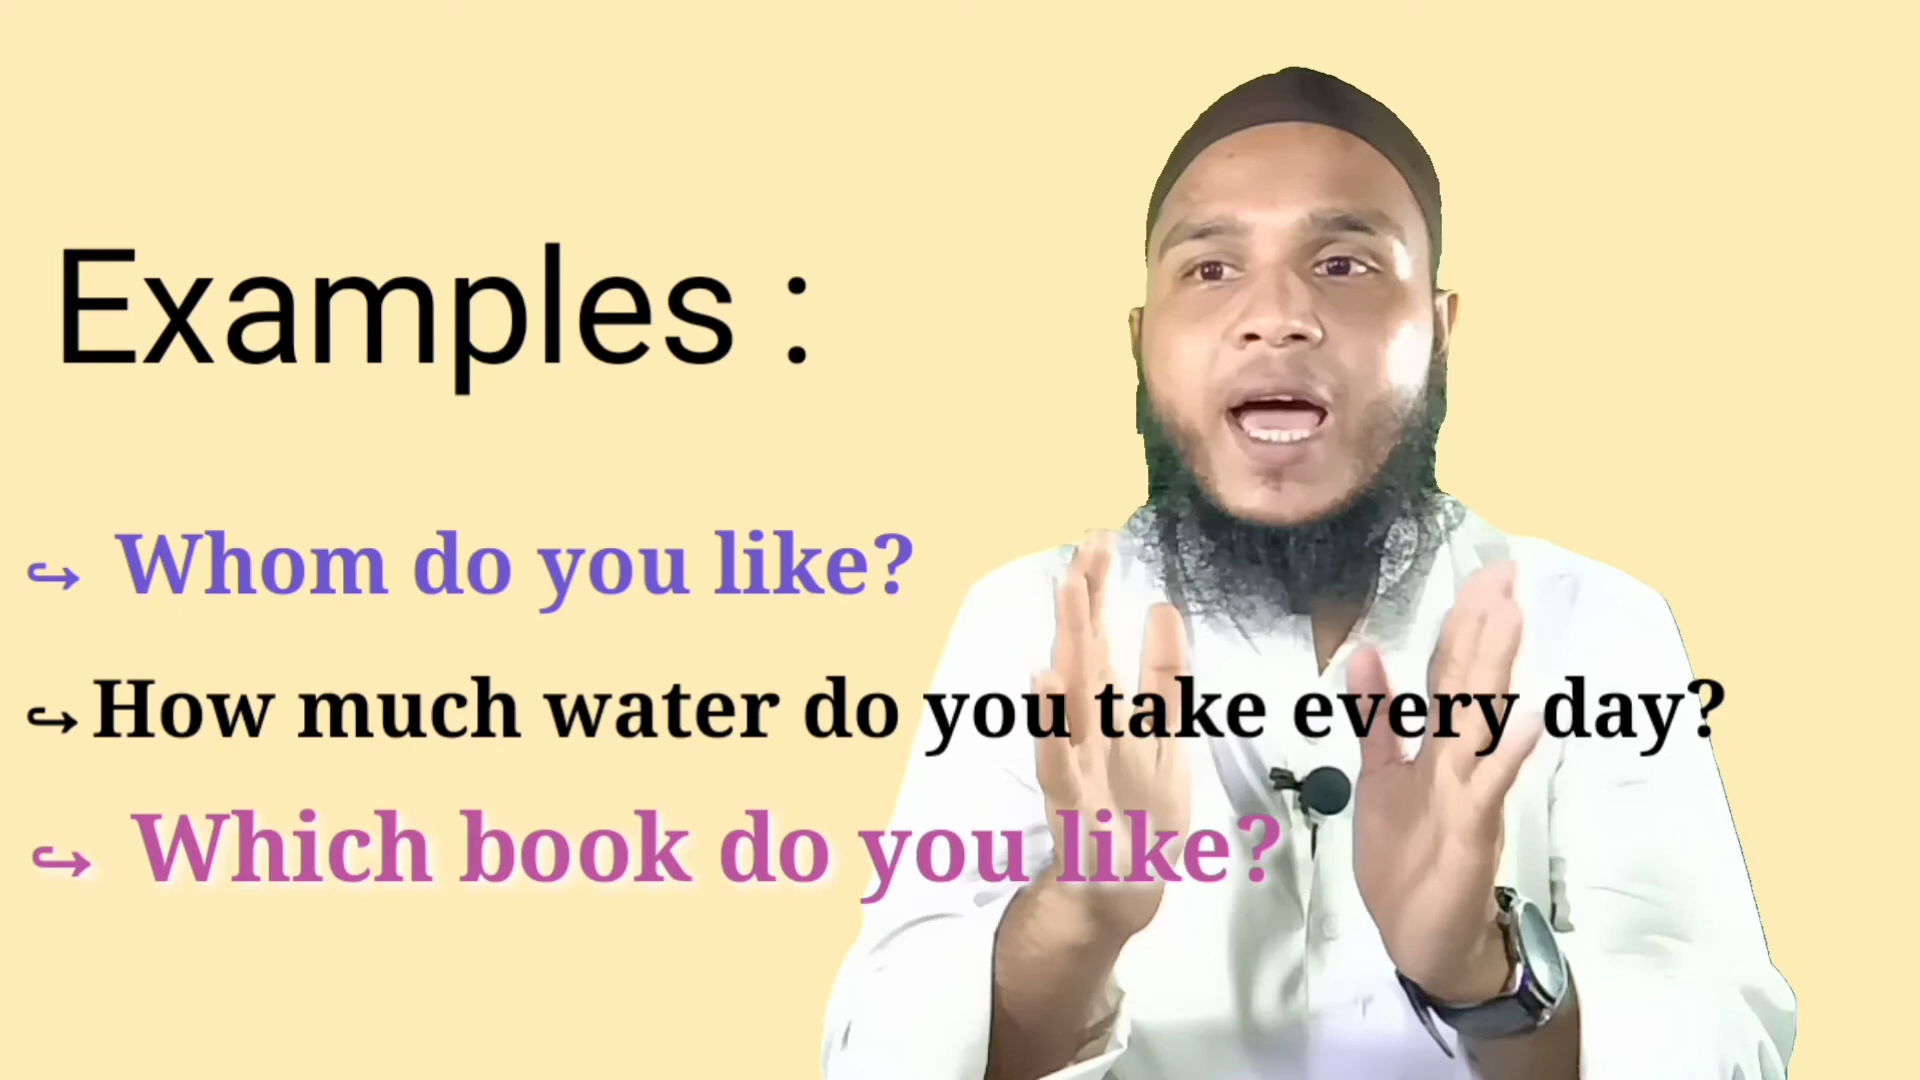 Examples :
↪ Whom do you like?
↪ How much water do you take every day?
↪ Which book do you like?